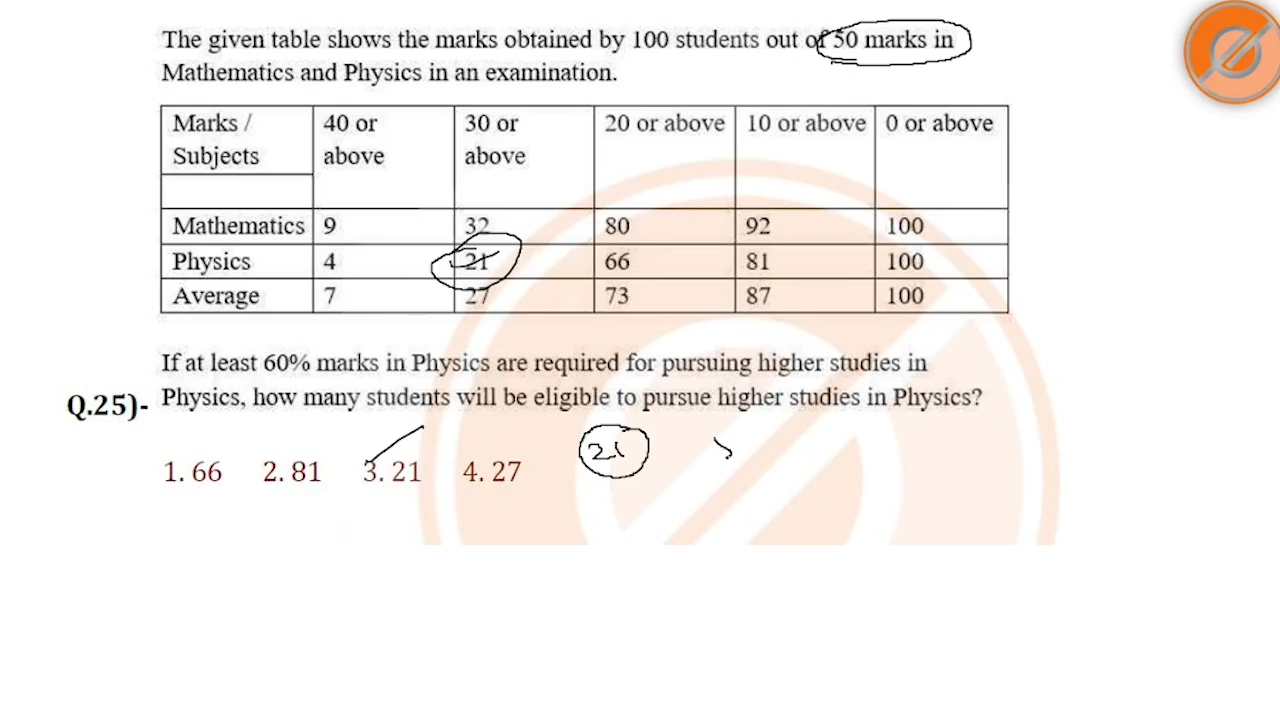 The given table shows the marks obtained by 100 students out of 50 marks in
Mathematics and Physics in an examination.
Marks / Subjects 40 or above 30 or above 20 or above 10 or above 0 or above
Mathematics 9 32 80 92 100
Physics 4 21 66 81 100
Average 7 27 73 87 100
If at least 60% marks in Physics are required for pursuing higher studies in
Q.25)- Physics, how many students will be eligible to pursue higher studies in Physics?
21
1. 66 2. 81 3. 21 4. 27